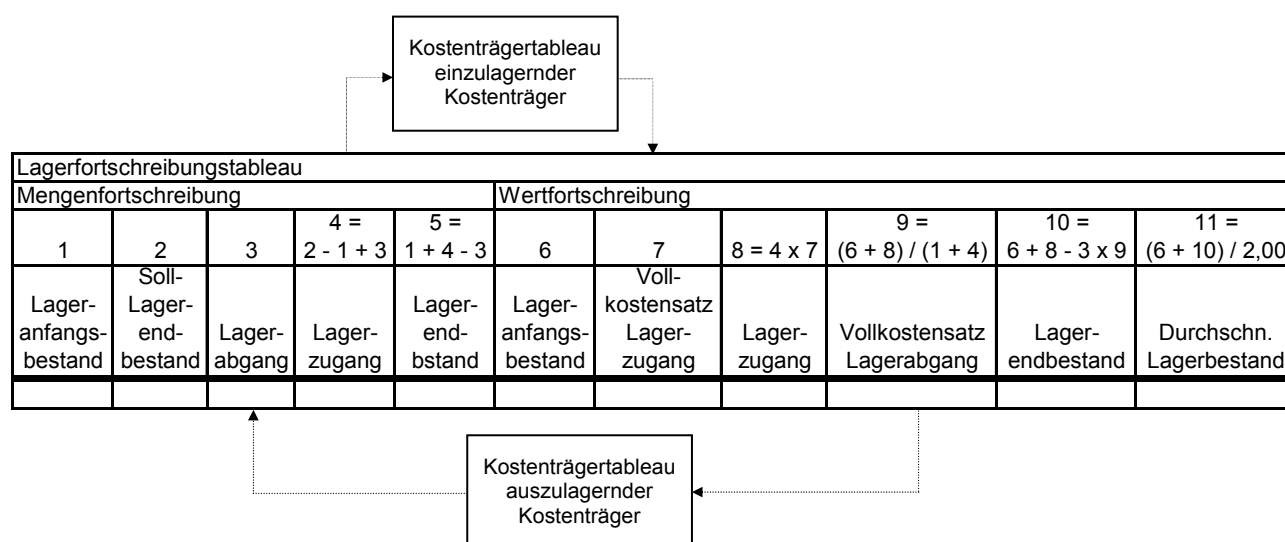 Kostenträgertableau
einzulagernder
Kostenträger
Lagerfortschreibungstableau
Mengenfortschreibung Wertfortschreibung
4 = 5 = 9 = 10 = 11 =
1 2 3 2 - 1 + 3 1 + 4 - 3 6 7 8 = 4 x 7 (6 + 8) / (1 + 4) 6 + 8 - 3 x 9 (6 + 10) / 2,00
Soll- Voll-
Lager- Lager- Lager- Lager- kostensatz
anfangs- end- Lager- Lager- end- anfangs- Lager- Lager- Vollkostensatz Lager- Durchschn.
bestand bestand abgang zugang bstand bestand zugang zugang Lagerabgang endbestand Lagerbestand
Kostenträgertableau
auszulagernder
Kostenträger